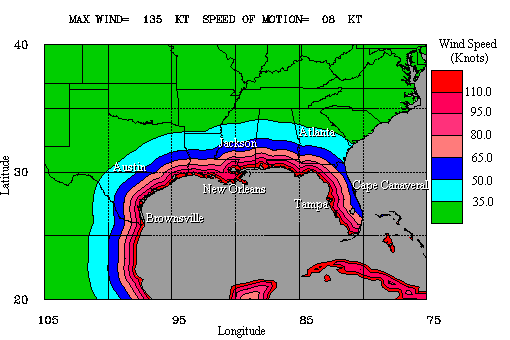 MAX WIND= 135 KT SPEED OF MOTION= 08 KT
Wind Speed
(Knots)
40
110.0
95.0
80.0
65.0
50.0
35.0
Atlanta
Jackson
Austin
30
Cape Canaveral
New Orleans
Tampa
Brownsville
Latitude
20
105
95
85
75
Longitude